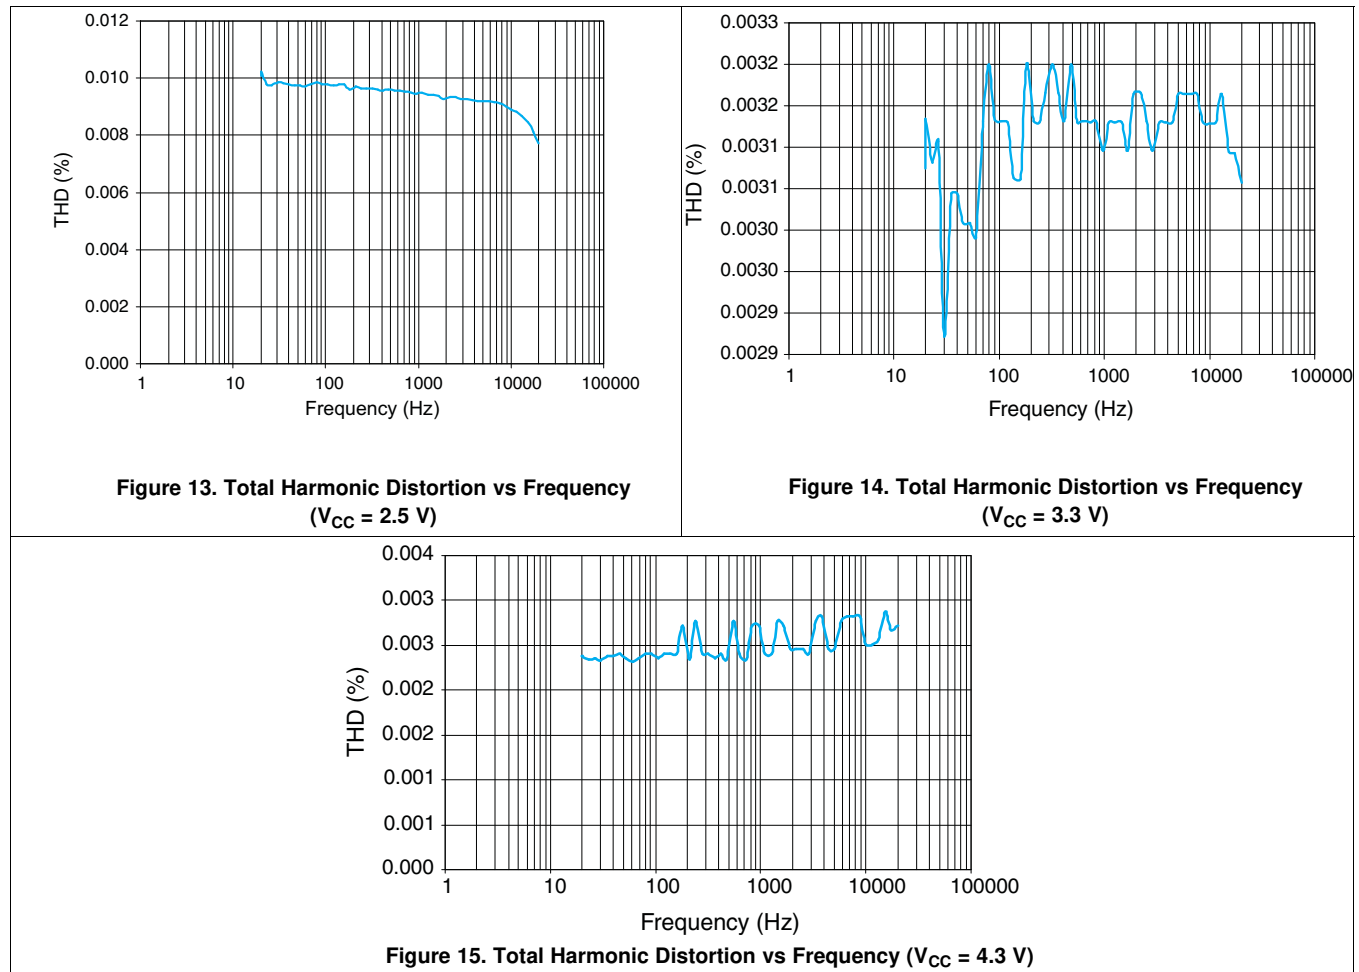 0.012
0.010
0.008
0.006
0.004
0.002
0.000
THD (%)
1 10 100 1000 10000 100000
Frequency (Hz)
Figure 13. Total Harmonic Distortion vs Frequency
(VCC = 2.5 V)
0.0033
0.0032
0.0032
0.0031
0.0031
0.0030
0.0030
0.0029
0.0029
THD (%)
1 10 100 1000 10000 100000
Frequency (Hz)
Figure 14. Total Harmonic Distortion vs Frequency
(VCC = 3.3 V)
0.004
0.003
0.003
0.002
0.002
0.001
0.001
0.000
THD (%)
1 10 100 1000 10000 100000
Frequency (Hz)
Figure 15. Total Harmonic Distortion vs Frequency (VCC = 4.3 V)